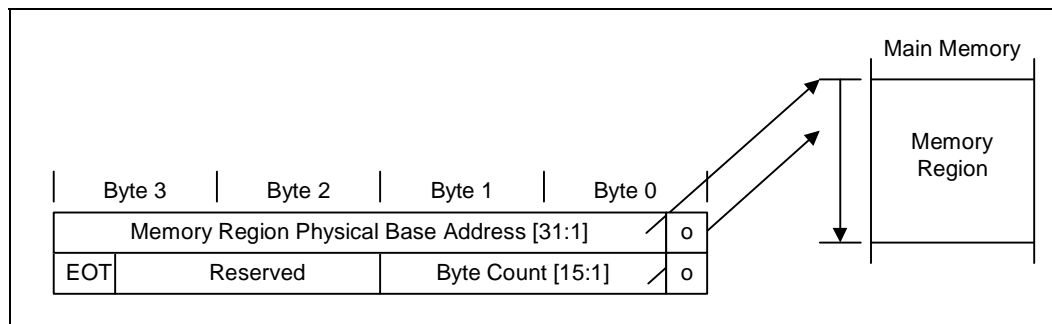 Main Memory
Memory
Region
Byte 3 Byte 2 Byte 1 Byte 0
Memory Region Physical Base Address [31:1] o
EOT Reserved Byte Count [15:1] o